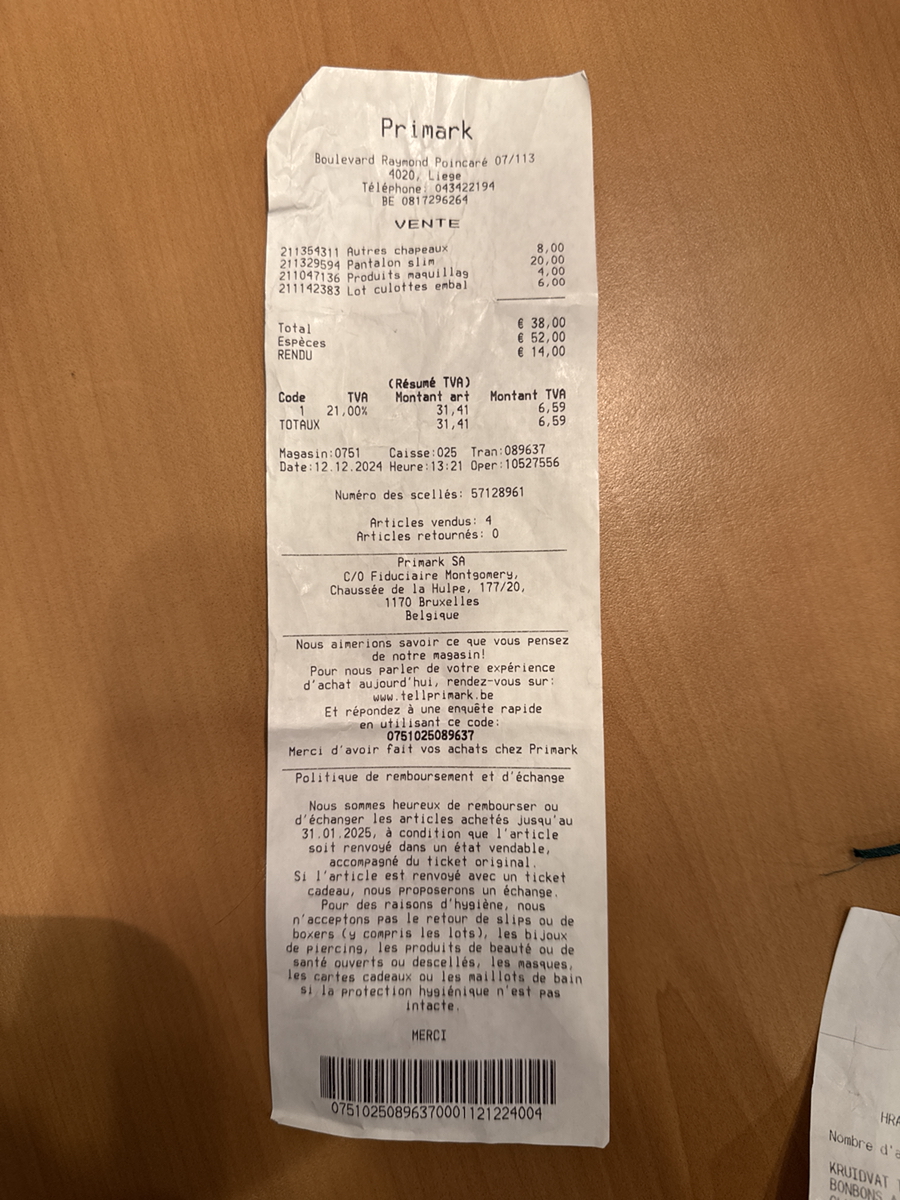 Primark
Boulevard Raymond Poincaré 07/113
4020, Liege
Téléphone: 043422194
BE 0817296264
VENTE
211354311 Autres chapeaux 8,00
211329594 Pantalon slim 20,00
211047136 Produits maquillag 4,00
211142383 Lot culottes embal 6,00
Total € 38,00
Espèces € 52,00
RENDU € 14,00
(Résumé TVA)
Code TVA Montant art Montant TVA
1 21,00% 31,41 6,59
TOTAUX 31,41 6,59
Magasin:0751 Caisse:025 Tran:089637
Date:12.12.2024 Heure:13:21 Oper:10527556
Numéro des scellés: 57128961
Articles vendus: 4
Articles retournés: 0
Primark SA
C/O Fiduciaire Montgomery,
Chaussée de la Hulpe, 177/20,
1170 Bruxelles
Belgique
Nous aimerions savoir ce que vous pensez
de notre magasin!
Pour nous parler de votre expérience
d'achat aujourd'hui, rendez-vous sur:
www.tellprimark.be
Et répondez à une enquête rapide
en utilisant ce code:
0751025089637
Merci d'avoir fait vos achats chez Primark
Politique de remboursement et d'échange
Nous sommes heureux de rembourser ou
d'échanger les articles achetés jusqu'au
31.01.2025, à condition que l'article
soit renvoyé dans un état vendable,
accompagné du ticket original.
Si l'article est renvoyé avec un ticket
cadeau, nous proposerons un échange.
Pour des raisons d'hygiène, nous
n'acceptons pas le retour de slips ou de
boxers (y compris les lots), les bijoux
de piercing, les produits de beauté ou de
santé ouverts ou descellés, les masques,
les cartes cadeaux ou les maillots de bain
si la protection hygiénique n'est pas
intacte.
MERCI
07510250896370001121224004
Nombre
KRUIDVAT
BONBONS